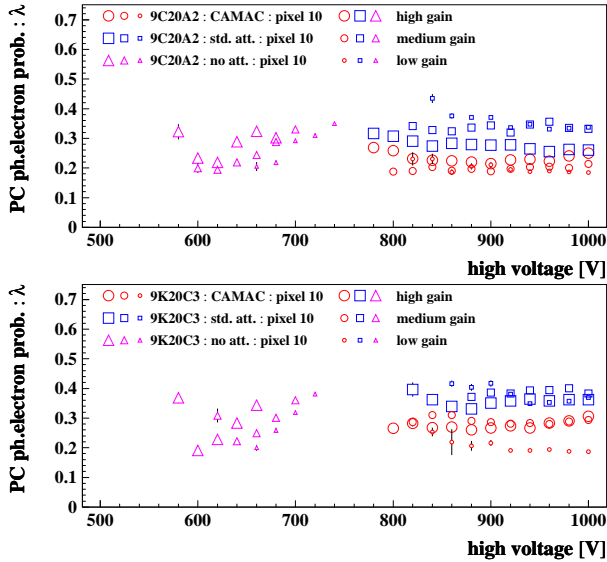 PC ph.electron prob. : λ
0.7
0.6
0.5
0.4
0.3
0.2
0.1
0
9C20A2 : CAMAC : pixel 10
9C20A2 : std. att. : pixel 10
9C20A2 : no att. : pixel 10
high gain
medium gain
low gain
500 600 700 800 900 1000
high voltage [V]
PC ph.electron prob. : λ
0.7
0.6
0.5
0.4
0.3
0.2
0.1
0
9K20C3 : CAMAC : pixel 10
9K20C3 : std. att. : pixel 10
9K20C3 : no att. : pixel 10
high gain
medium gain
low gain
500 600 700 800 900 1000
high voltage [V]